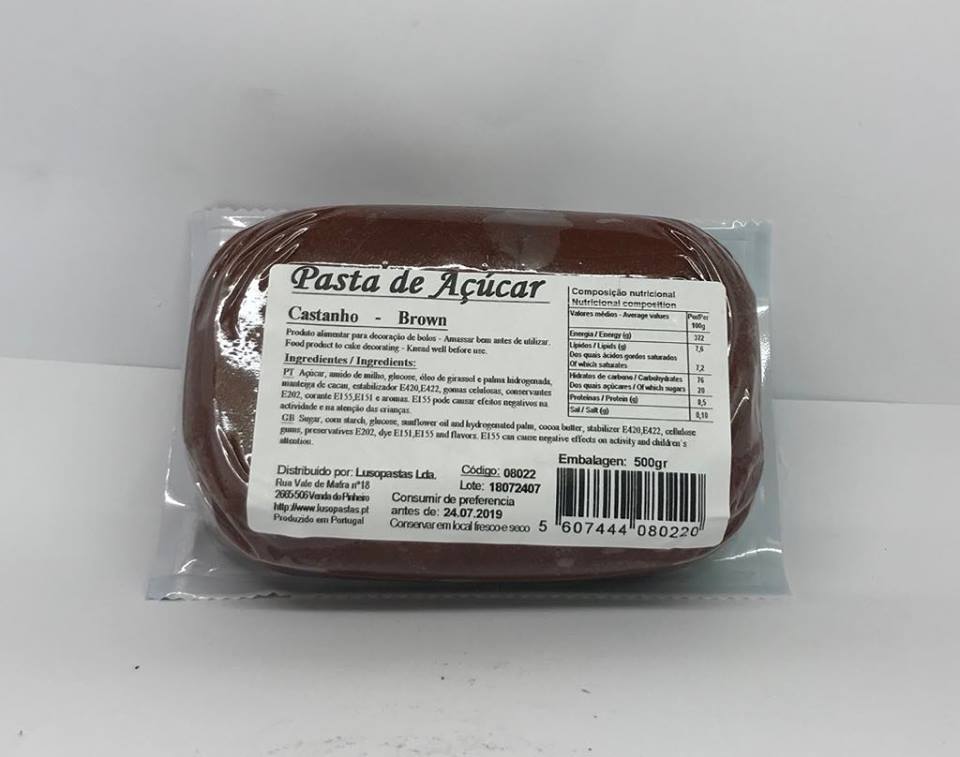 Pasta de Açúcar
Castanho - Brown
Produto alimentar para decoração de bolos - Amassar bem antes de utilizar.
Food product to cake decorating - Knead well before use.
Ingredientes / Ingredients:
PT Açúcar, amido de milho, glucose, óleo de girassol e palma hidrogenada,
manteiga de cacau, estabilizador E420,E422, gomas celulosas, conservantes
E202, corante E155,E151 e aromas. E155 pode causar efeitos negativos na
actividade e na atenção das crianças.
GB Sugar, corn starch, glucose, sunflower oil and hydrogenated palm, cocoa butter, stabilizer E420,E422, cellulose
gums, preservatives E202, dye E151,E155 and flavors. E155 can cause negative effects on activity and children's
attention.
Composição nutricional
Nutricional composition
Valores médios - Average values Por/Per
100g
Energia / Energy (g) 322
Lípidos / Lipids (g) 7,6
Dos quais ácidos gordos saturados
Of which saturates 7,2
Hidratos de carbono / Carbohydrates 76
Dos quais açúcares / Of which sugars 20
Proteínas / Protein (g) 0,5
Sal / Salt (g) 0,10
Embalagen: 500gr
Distribuido por: Lusopastas Lda.
Rua Vale de Mafra nº18
2665-506 Venda do Pinheiro
http://www.lusopastas.pt
Produzido em Portugal
Código: 08022
Lote: 18072407
Consumir de preferencia
antes de: 24.07.2019
Conservar em local fresco e seco
5 607444 080220